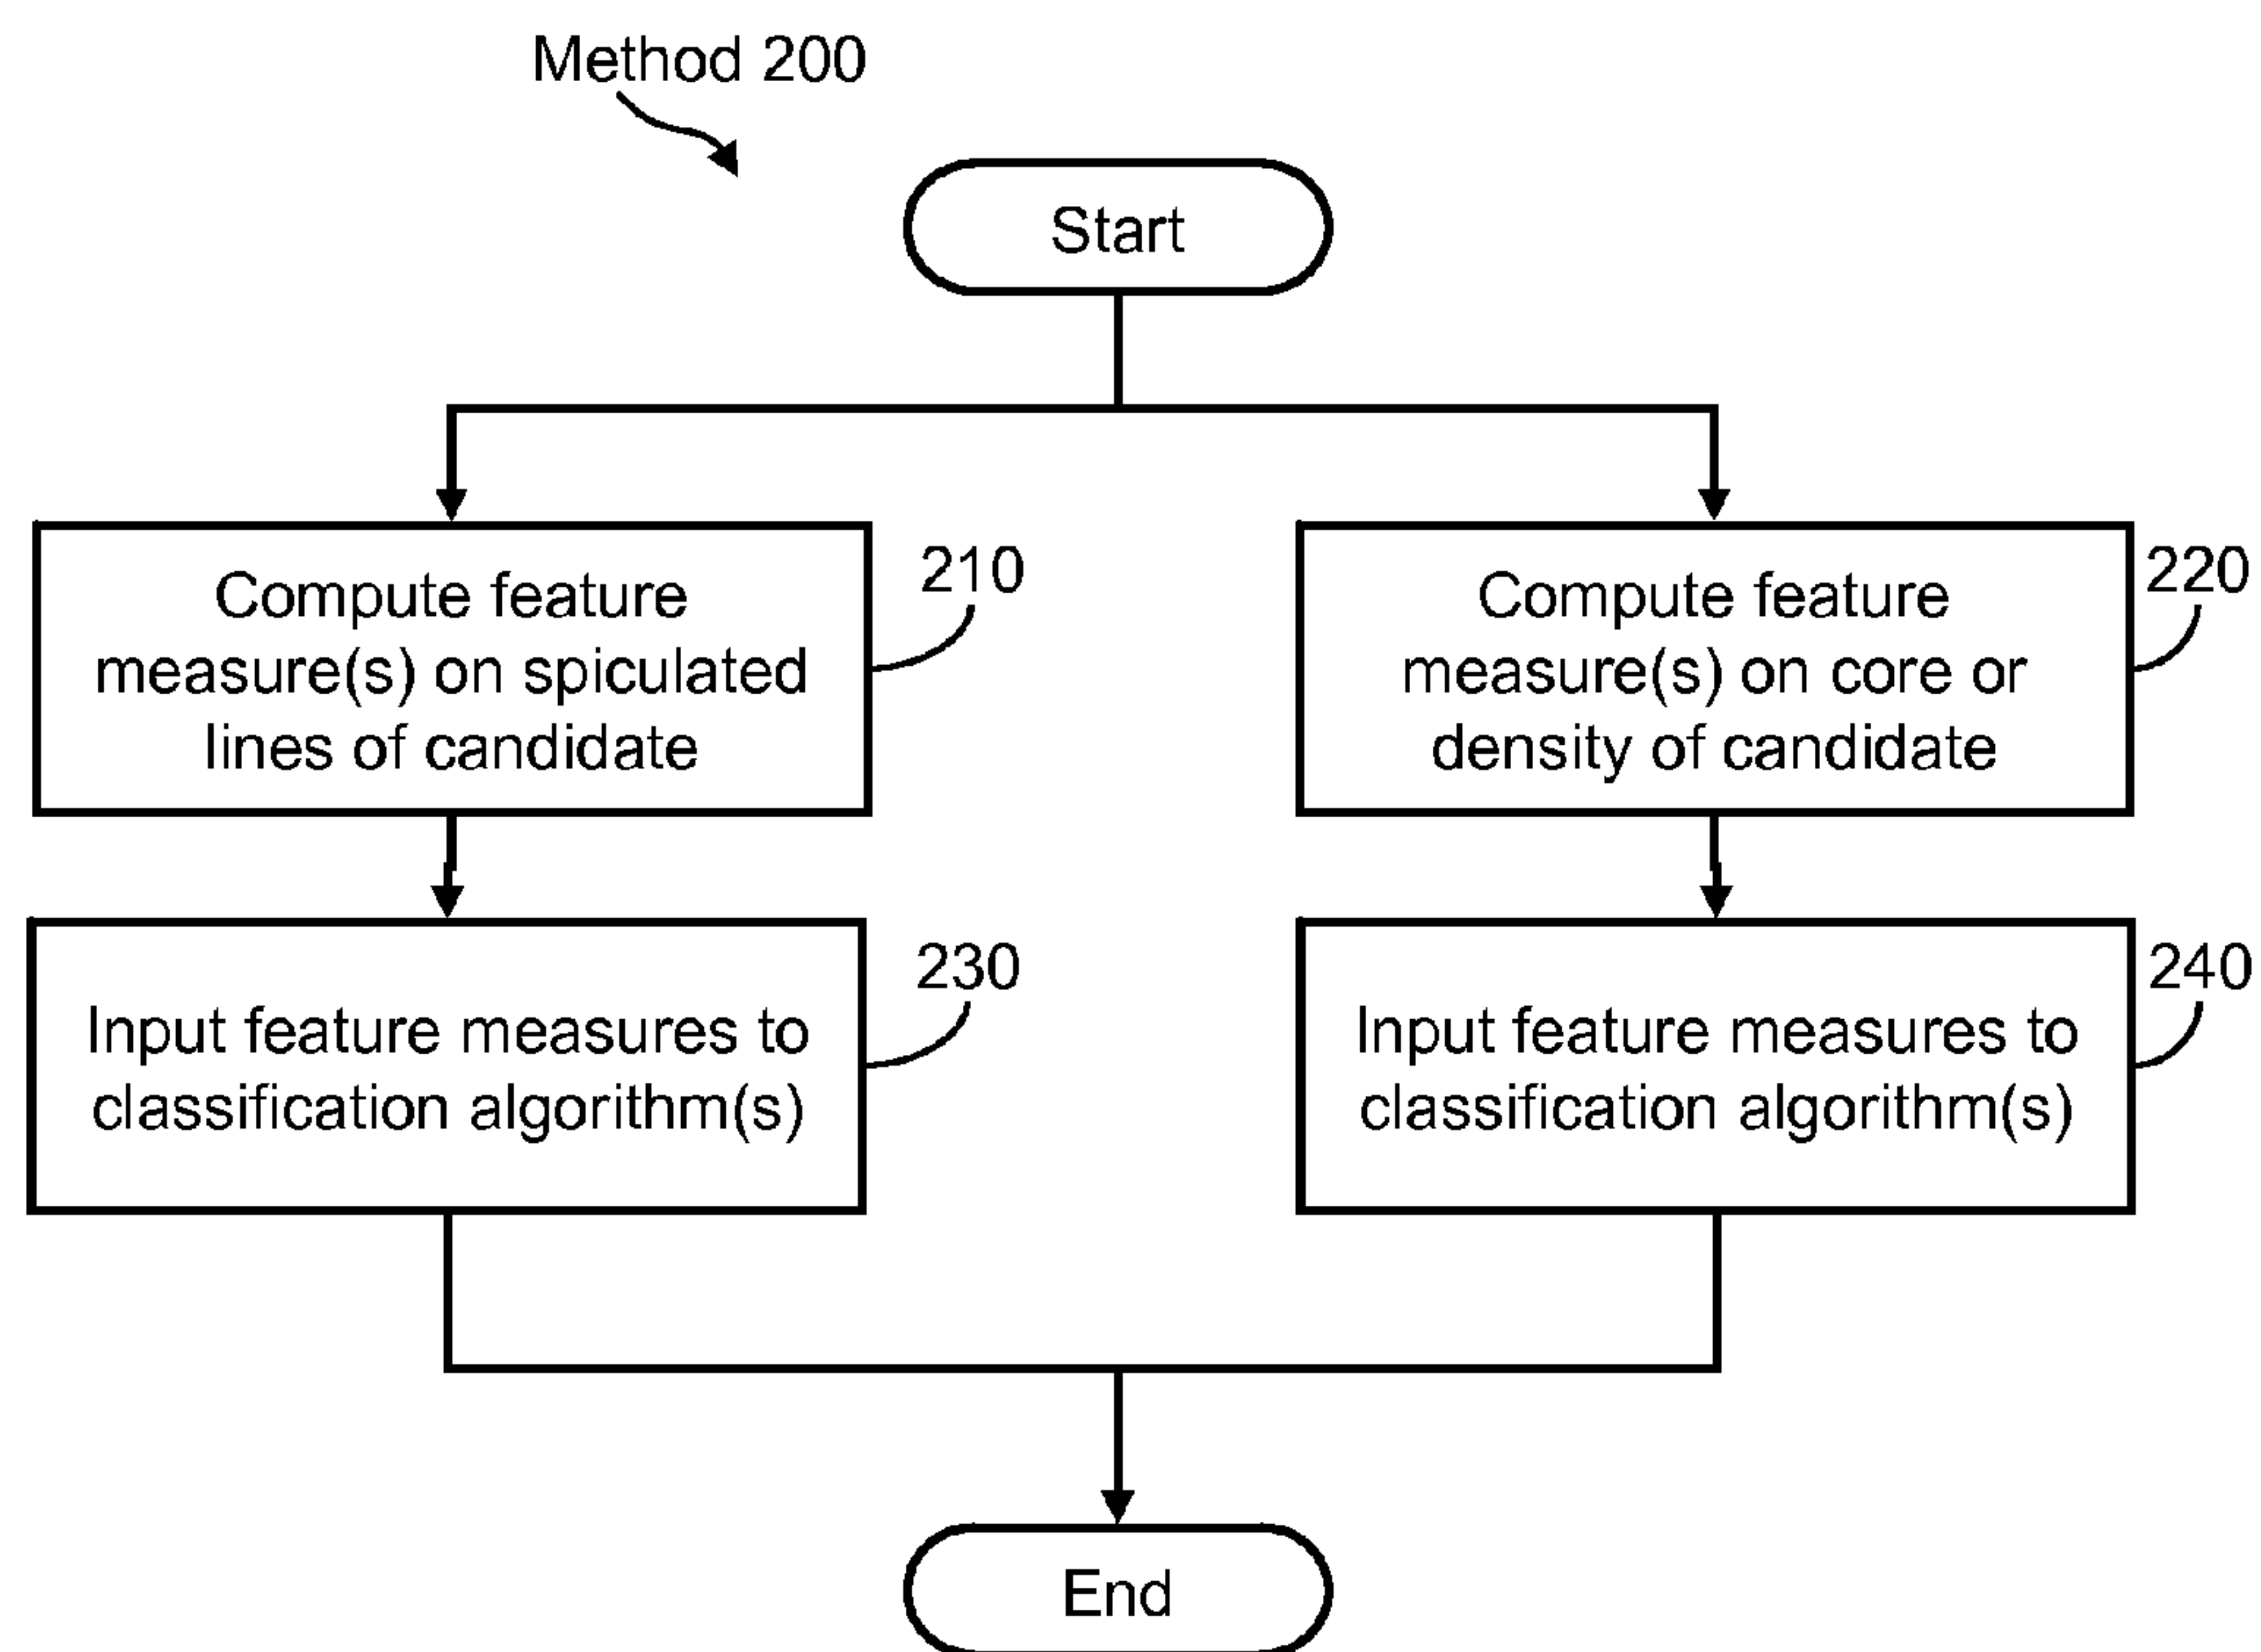 Method 200
Start
Compute feature
measure(s) on spiculated
lines of candidate
210
Compute feature
measure(s) on core or
density of candidate
220
Input feature measures to
classification algorithm(s)
230
Input feature measures to
classification algorithm(s)
240
End